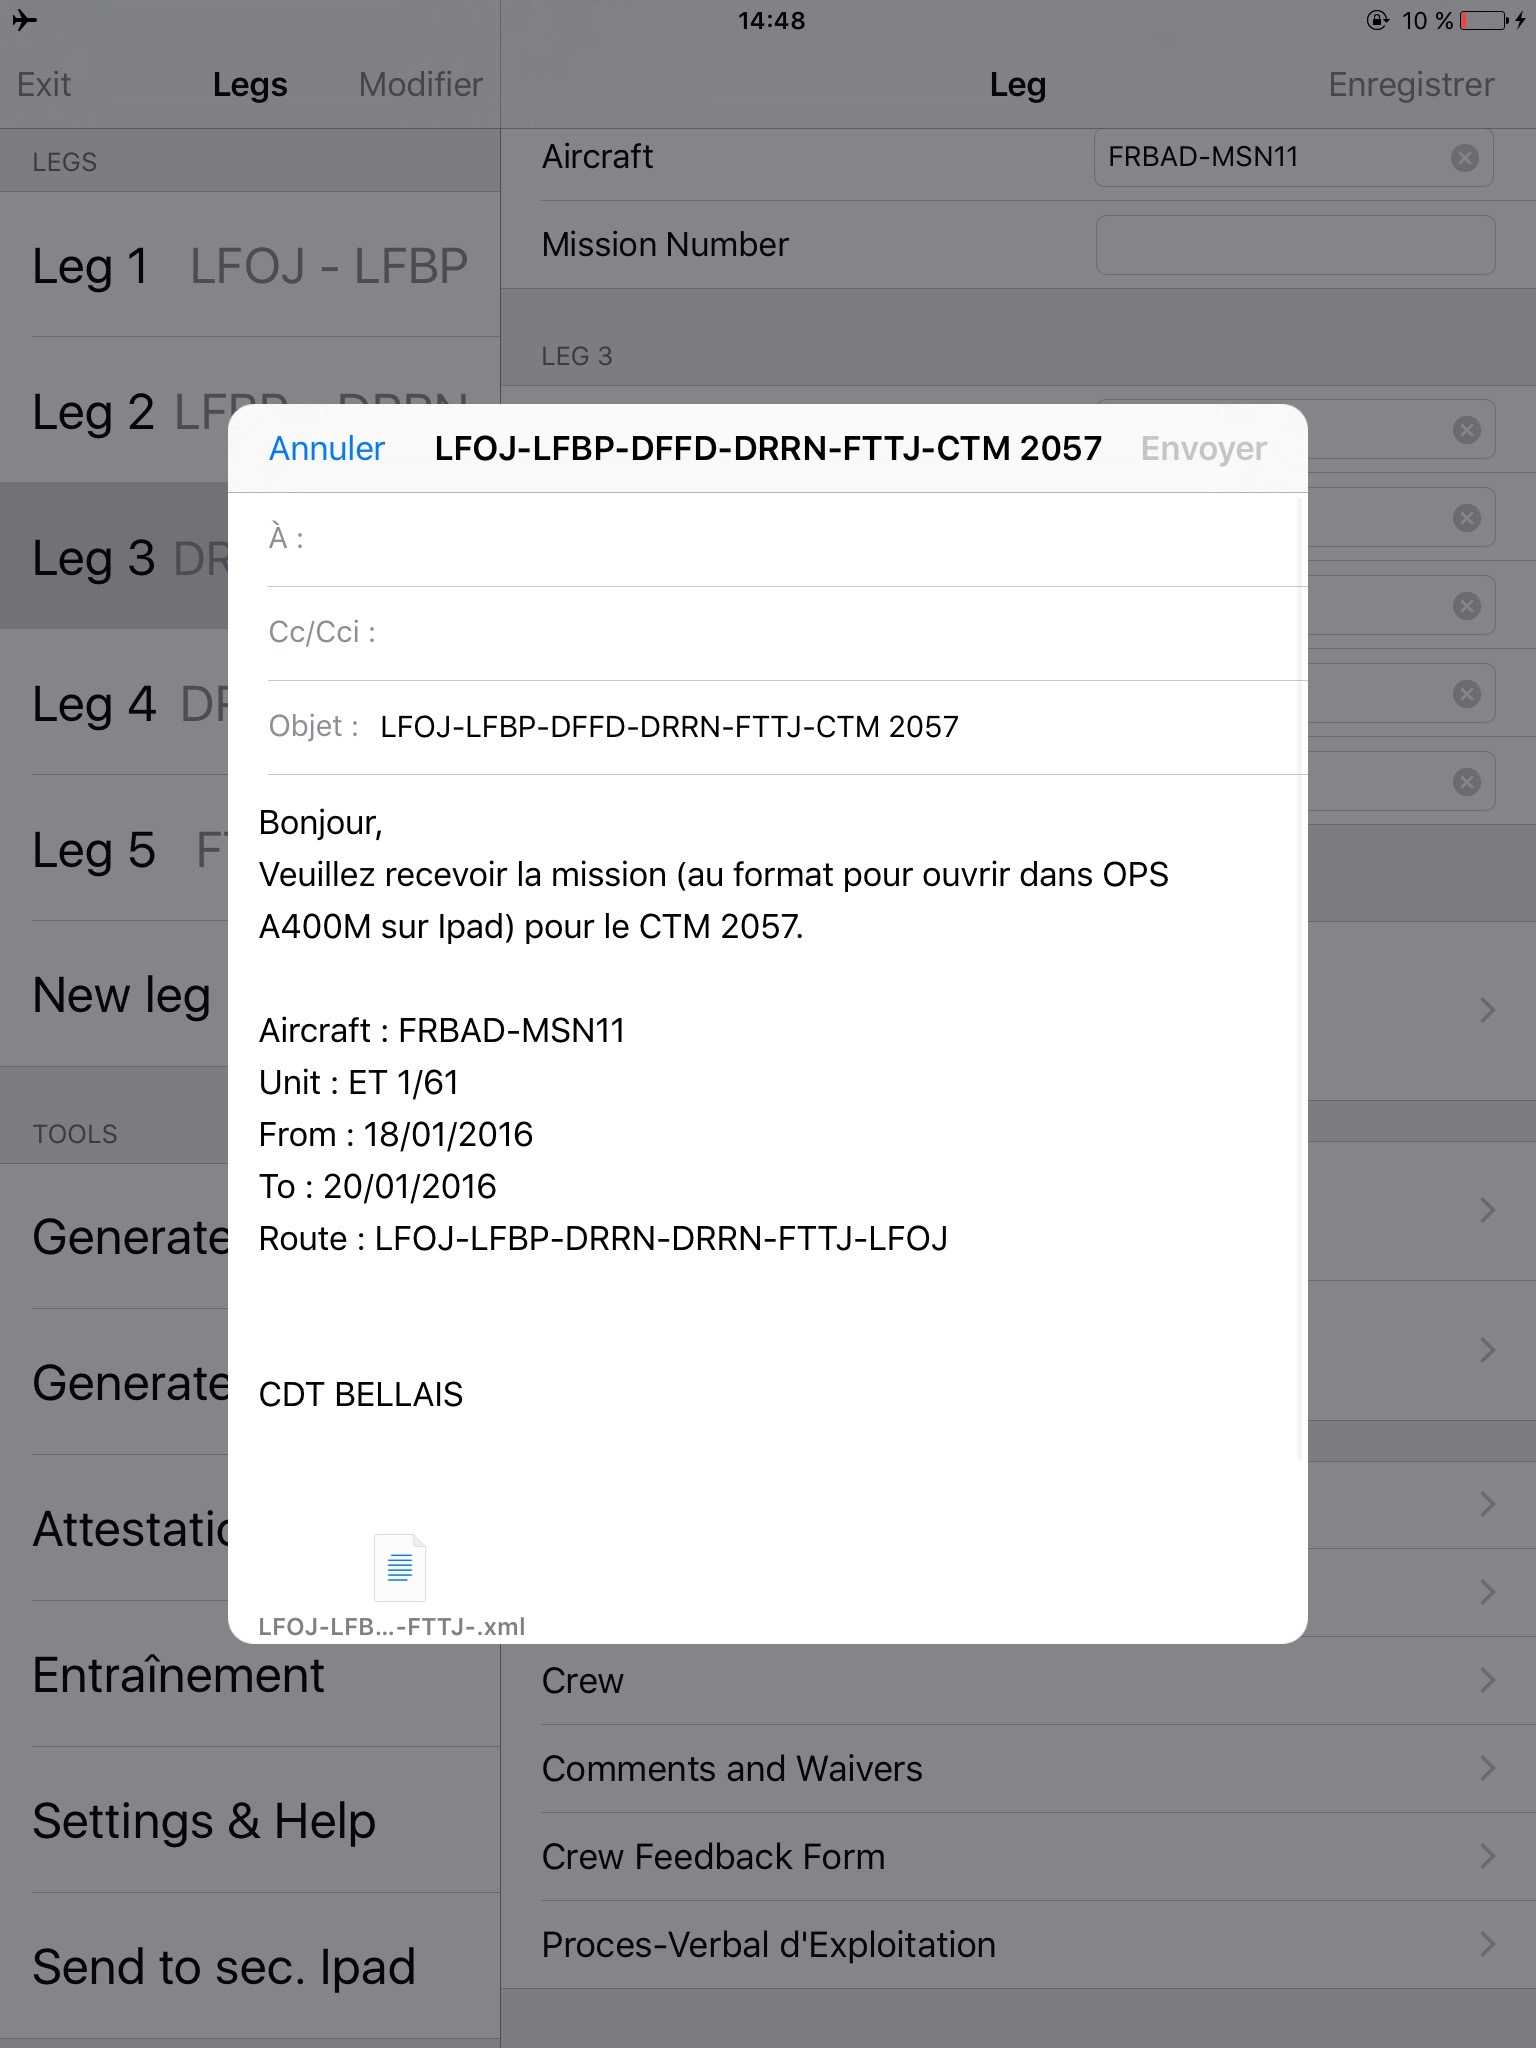 14:48
10 %
Exit
Legs
Modifier
Leg
Enregistrer
LEGS
Leg 1 LFOJ - LFBP
Leg 2 LFBP - DRRN
Leg 3
Leg 4
Leg 5
New leg
TOOLS
Generate
Generate
Entraînement
Settings & Help
Send to sec. Ipad
Aircraft FRBAD-MSN11
Mission Number
LEG 3
Annuler
LFOJ-LFBP-DFFD-DRRN-FTTJ-CTM 2057
Envoyer
À :
Cc/Cci :
Objet : LFOJ-LFBP-DFFD-DRRN-FTTJ-CTM 2057
Bonjour,
Veuillez recevoir la mission (au format pour ouvrir dans OPS
A400M sur Ipad) pour le CTM 2057.
Aircraft : FRBAD-MSN11
Unit : ET 1/61
From : 18/01/2016
To : 20/01/2016
Route : LFOJ-LFBP-DRRN-DRRN-FTTJ-LFOJ
CDT BELLAIS
LFOJ-LFB...-FTTJ-.xml
Crew
Comments and Waivers
Crew Feedback Form
Proces-Verbal d'Exploitation